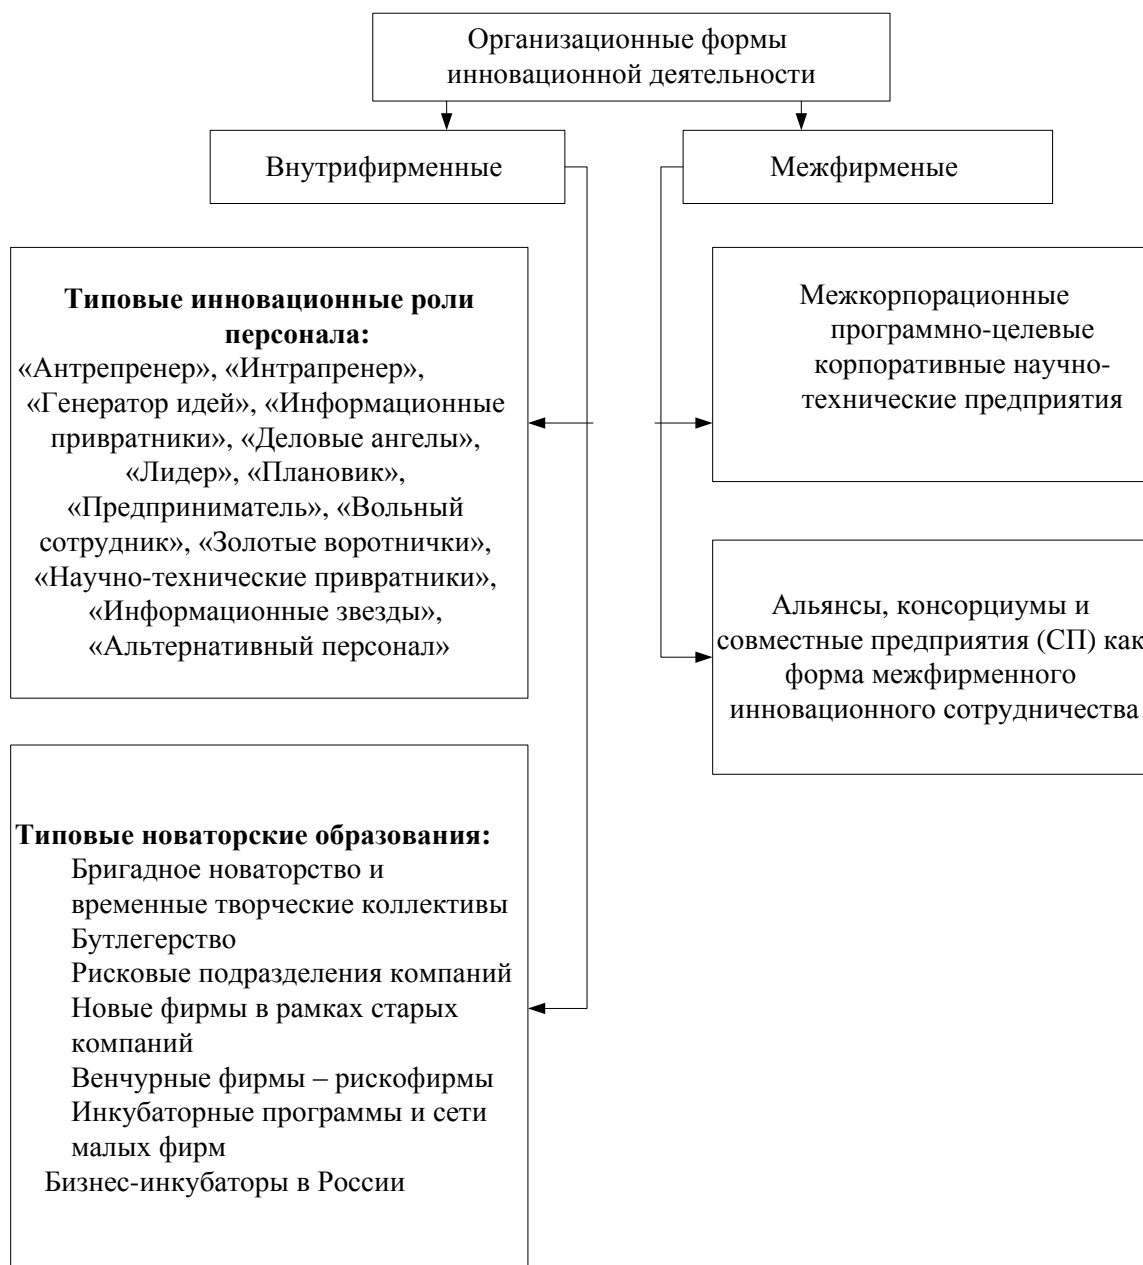 Организационные формы
инновационной деятельности
Внутрифирменные
Межфирменые
Типовые инновационные роли
персонала:
«Антрепренер», «Интрапренер»,
«Генератор идей», «Информационные
привратники», «Деловые ангелы»,
«Лидер», «Плановик»,
«Предприниматель», «Вольный
сотрудник», «Золотые воротнички»,
«Научно-технические привратники»,
«Информационные звезды»,
«Альтернативный персонал»
Межкорпорационные
программно-целевые
корпоративные научно-
технические предприятия
Альянсы, консорциумы и
совместные предприятия (СП) как
форма межфирменного
инновационного сотрудничества
Типовые новаторские образования:
Бригадное новаторство и
временные творческие коллективы
Бутлегерство
Рисковые подразделения компаний
Новые фирмы в рамках старых
компаний
Венчурные фирмы – рискофирмы
Инкубаторные программы и сети
малых фирм
Бизнес-инкубаторы в России